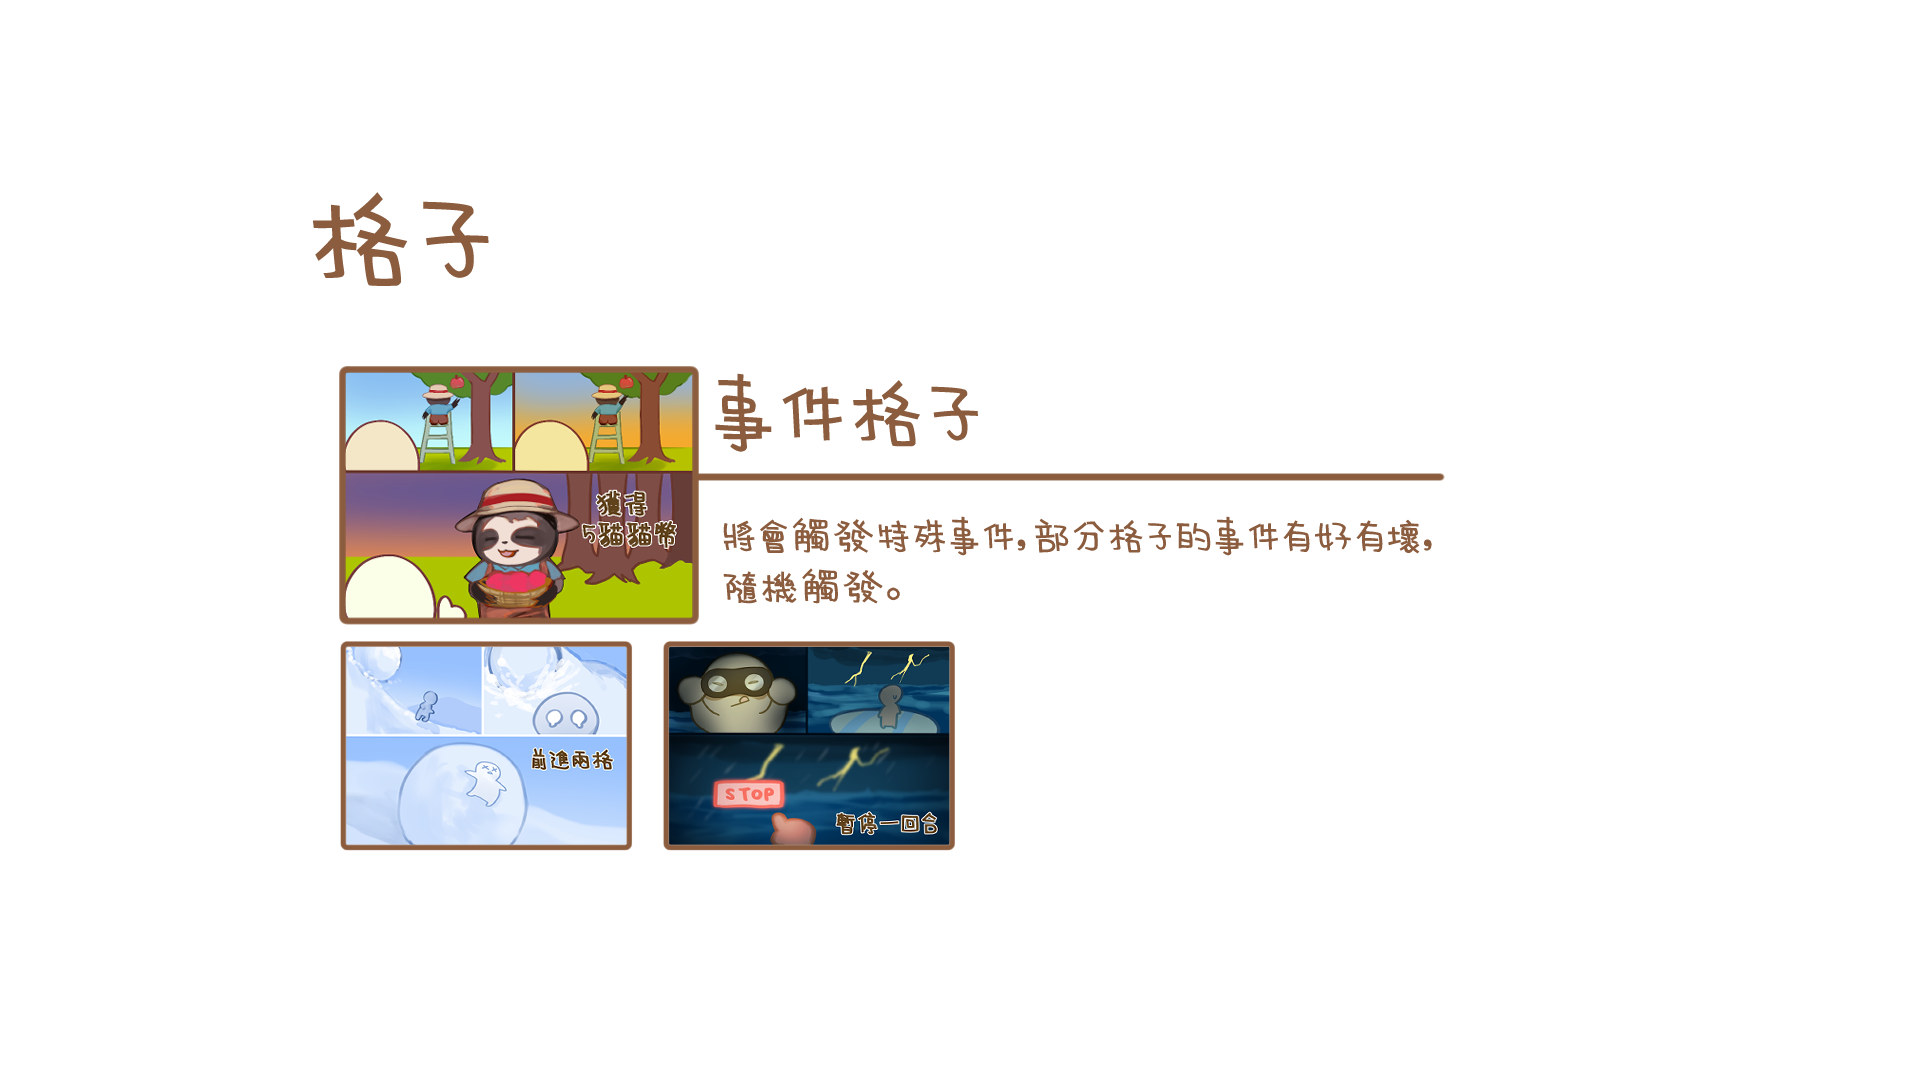 格子
事件格子
獲得
5貓貓幣
將會觸發特殊事件,部分格子的事件有好有壞,
隨機觸發。
前進兩格
STOP
暫停一回合